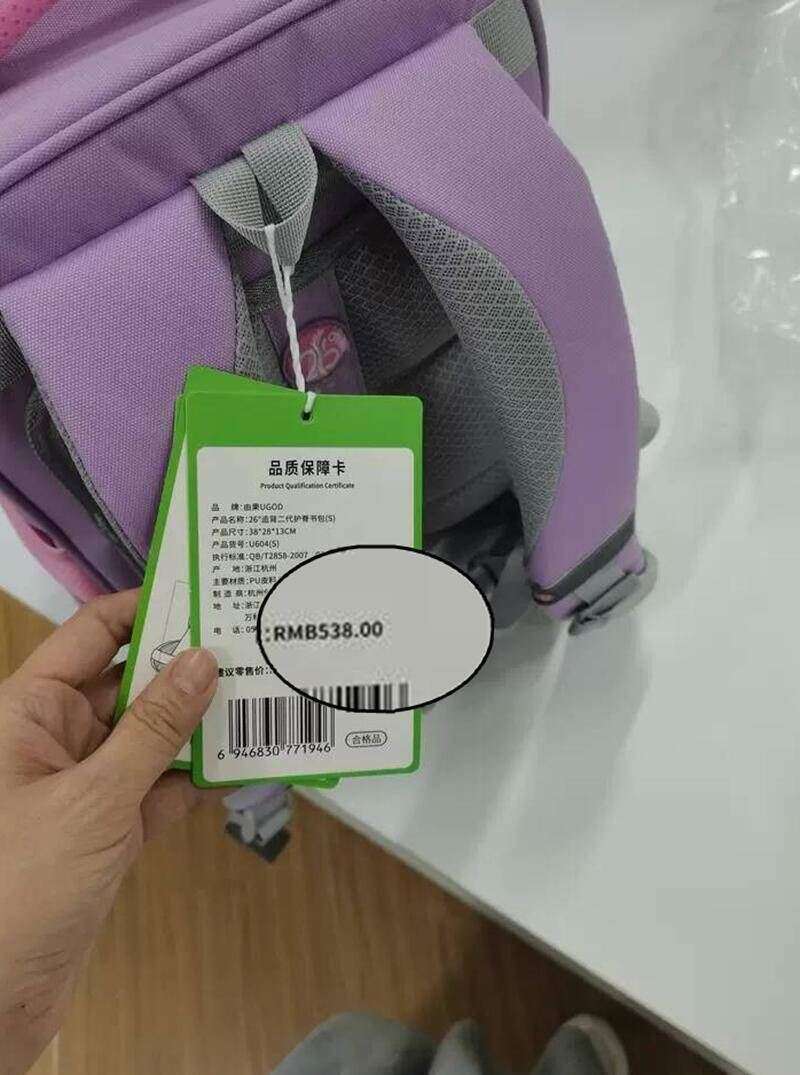 品质保障卡
Product Qualification Certificate
品 牌:由果UGOD
产品名称:26°追背二代护脊书包(S)
产品尺寸:38*28*13CM
产品货号:U604(S)
执行标准:QB/T2858-2007
产 地:浙江杭州
主要材质:PU皮料
制 造 商:杭州
地 址:浙江
电 话:05
:RMB538.00
建议零售价:
6 946830 771946
合格品
26°